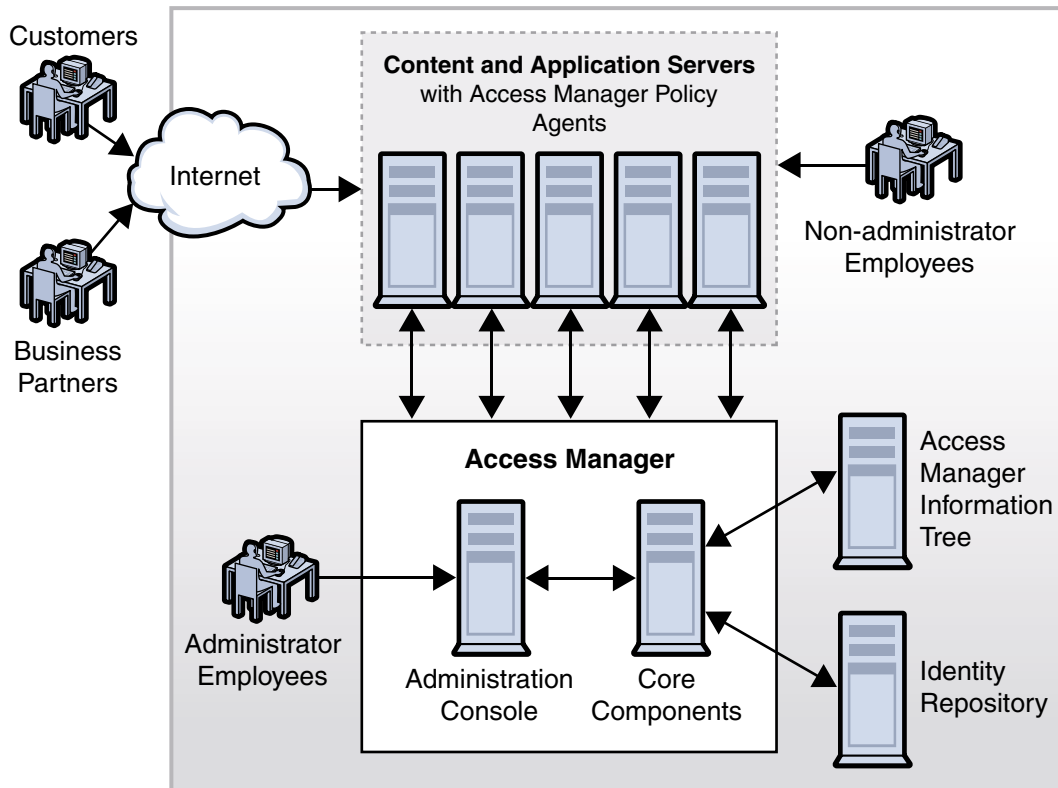 Customers
Content and Application Servers
with Access Manager Policy
Agents
Internet
Non-administrator
Employees
Business
Partners
Access Manager
Access
Manager
Information
Tree
Administrator
Employees
Administration
Console
Core
Components
Identity
Repository